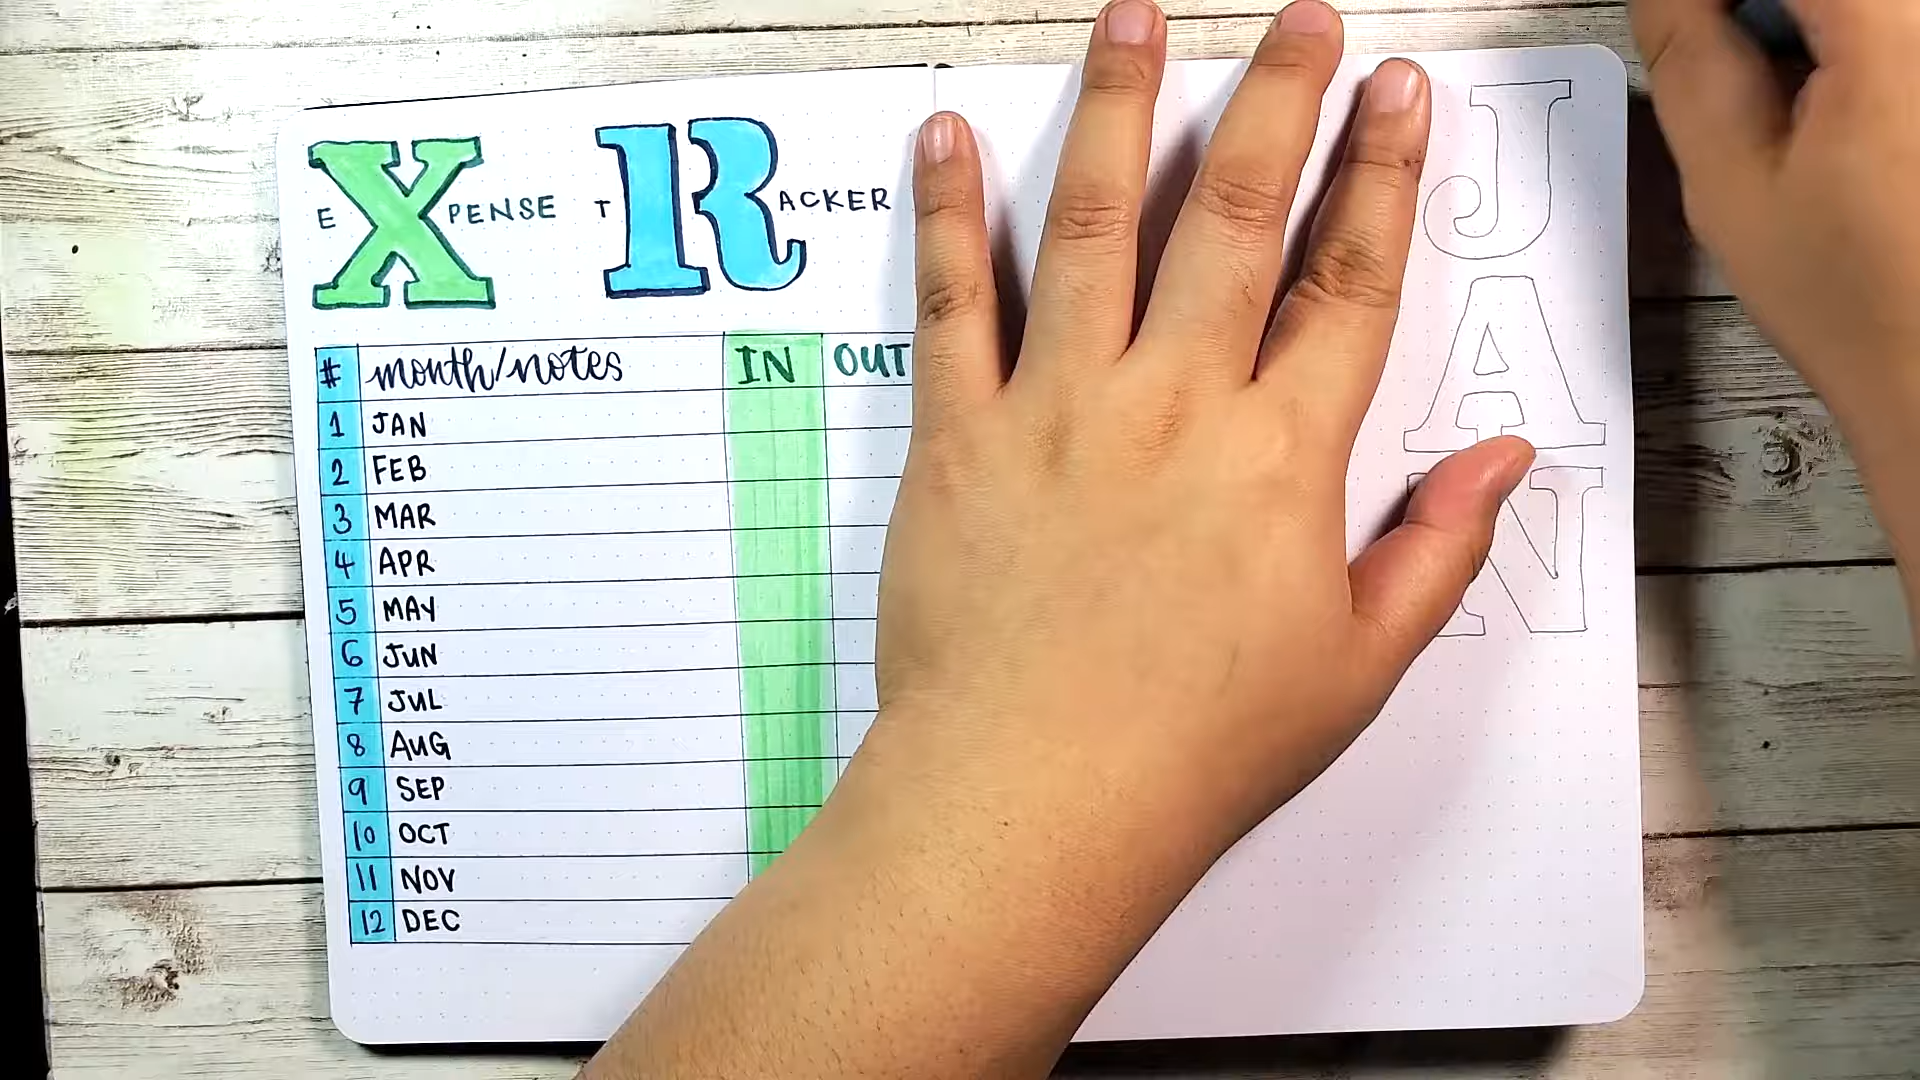 EXPENSE TRACKER
# month/notes IN OUT
1 JAN
2 FEB
3 MAR
4 APR
5 MAY
6 JUN
7 JUL
8 AUG
9 SEP
10 OCT
11 NOV
12 DEC
JAN